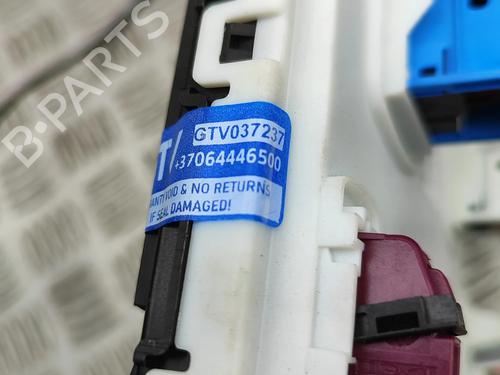 B-PARTS
GTV037237
T/
+37064446500
ANTY VOID & NO RETURNS
IF SEAL DAMAGED!